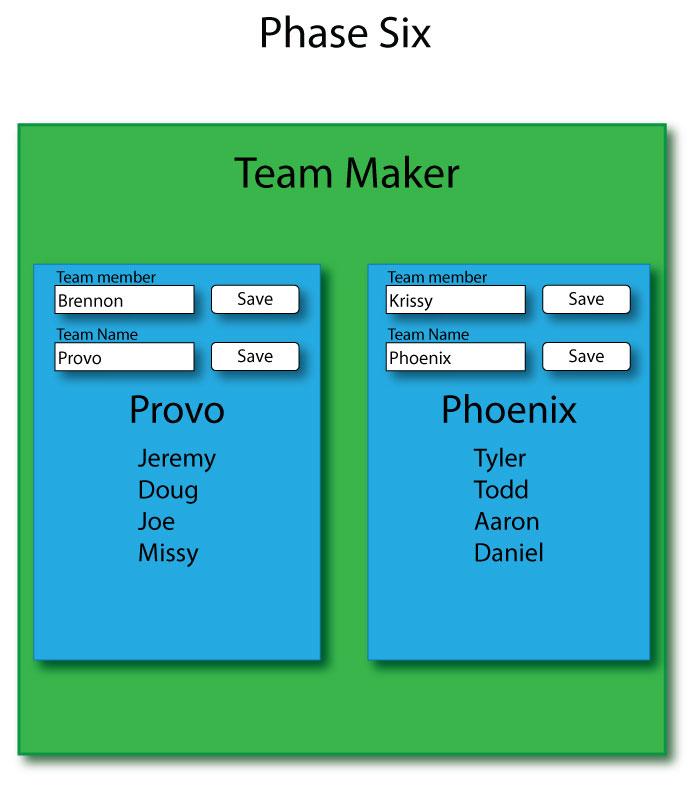 Phase Six
Team Maker
Team member
Brennon
Save
Team Name
Provo
Save
Provo
Jeremy
Doug
Joe
Missy
Team member
Krissy
Save
Team Name
Phoenix
Save
Phoenix
Tyler
Todd
Aaron
Daniel